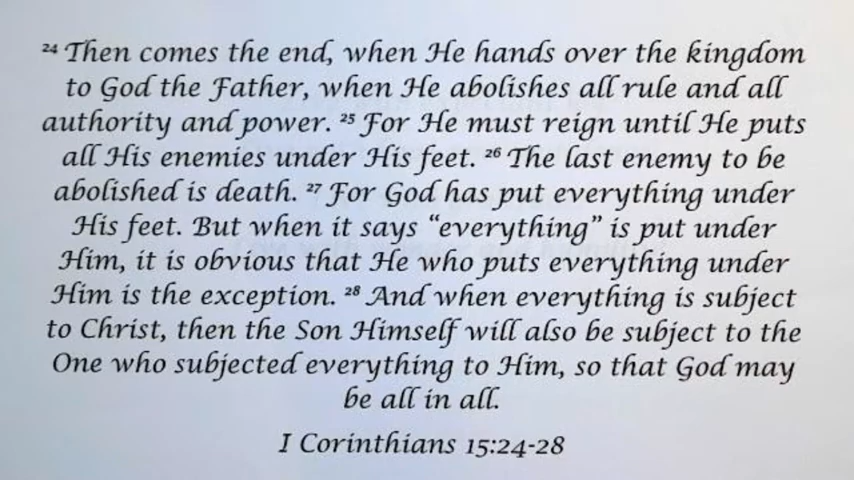 ²⁴ Then comes the end, when He hands over the kingdom
to God the Father, when He abolishes all rule and all
authority and power. ²⁵ For He must reign until He puts
all His enemies under His feet. ²⁶ The last enemy to be
abolished is death. ²⁷ For God has put everything under
His feet. But when it says “everything” is put under
Him, it is obvious that He who puts everything under
Him is the exception. ²⁸ And when everything is subject
to Christ, then the Son Himself will also be subject to the
One who subjected everything to Him, so that God may
be all in all.
I Corinthians 15:24-28